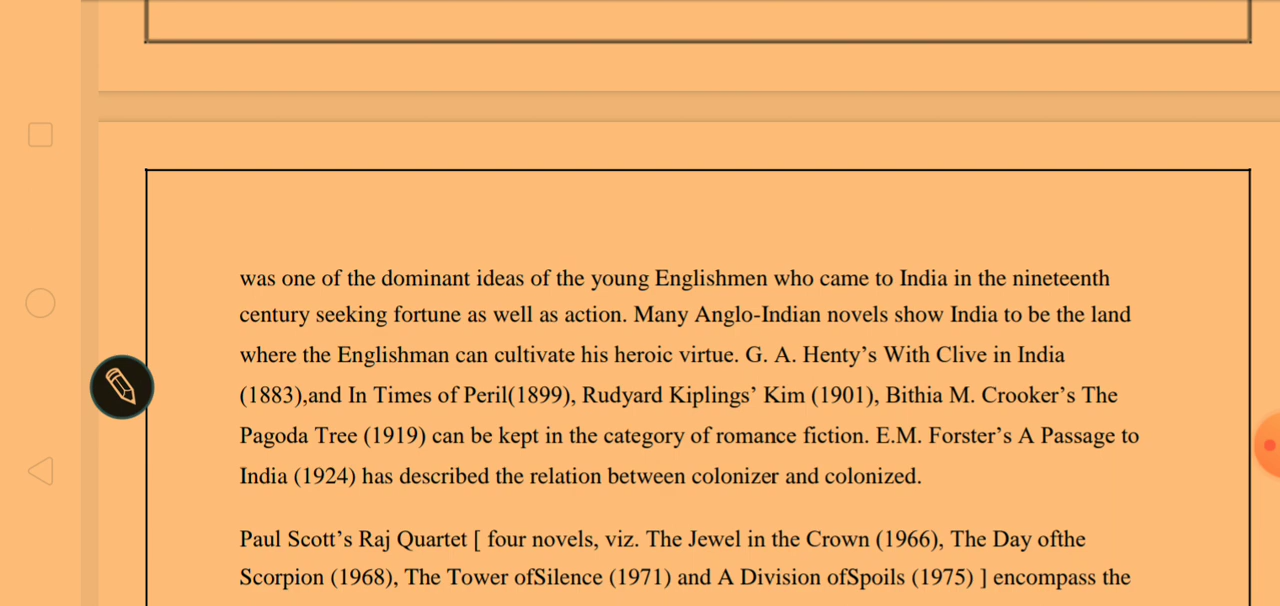 was one of the dominant ideas of the young Englishmen who came to India in the nineteenth
century seeking fortune as well as action. Many Anglo-Indian novels show India to be the land
where the Englishman can cultivate his heroic virtue. G. A. Henty’s With Clive in India
(1883),and In Times of Peril(1899), Rudyard Kiplings’ Kim (1901), Bithia M. Crooker’s The
Pagoda Tree (1919) can be kept in the category of romance fiction. E.M. Forster’s A Passage to
India (1924) has described the relation between colonizer and colonized.
Paul Scott’s Raj Quartet [ four novels, viz. The Jewel in the Crown (1966), The Day ofthe
Scorpion (1968), The Tower ofSilence (1971) and A Division ofSpoils (1975) ] encompass the